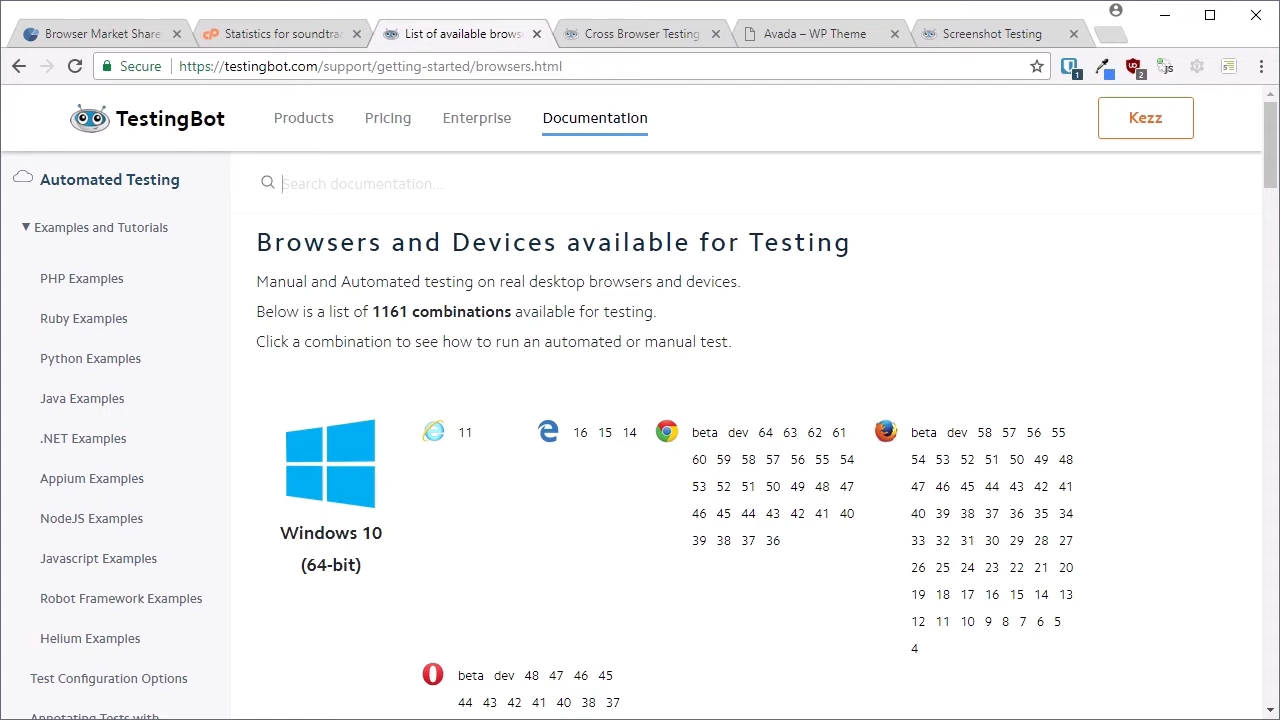 Browser Market Share
Statistics for soundtrac
List of available brows
Cross Browser Testing
Avada – WP Theme
Screenshot Testing
Secure
https://testingbot.com/support/getting-started/browsers.html
1
2
js
TestingBot
Products
Pricing
Enterprise
Documentation
Kezz
Automated Testing
Examples and Tutorials
PHP Examples
Ruby Examples
Python Examples
Java Examples
.NET Examples
Appium Examples
NodeJS Examples
Javascript Examples
Robot Framework Examples
Helium Examples
Test Configuration Options
Annotating Tests with
Search documentation...
Browsers and Devices available for Testing
Manual and Automated testing on real desktop browsers and devices.
Below is a list of 1161 combinations available for testing.
Click a combination to see how to run an automated or manual test.
Windows 10
(64-bit)
11
16 15 14
beta dev 64 63 62 61
60 59 58 57 56 55 54
53 52 51 50 49 48 47
46 45 44 43 42 41 40
39 38 37 36
beta dev 58 57 56 55
54 53 52 51 50 49 48
47 46 45 44 43 42 41
40 39 38 37 36 35 34
33 32 31 30 29 28 27
26 25 24 23 22 21 20
19 18 17 16 15 14 13
12 11 10 9 8 7 6 5
4
beta dev 48 47 46 45
44 43 42 41 40 38 37